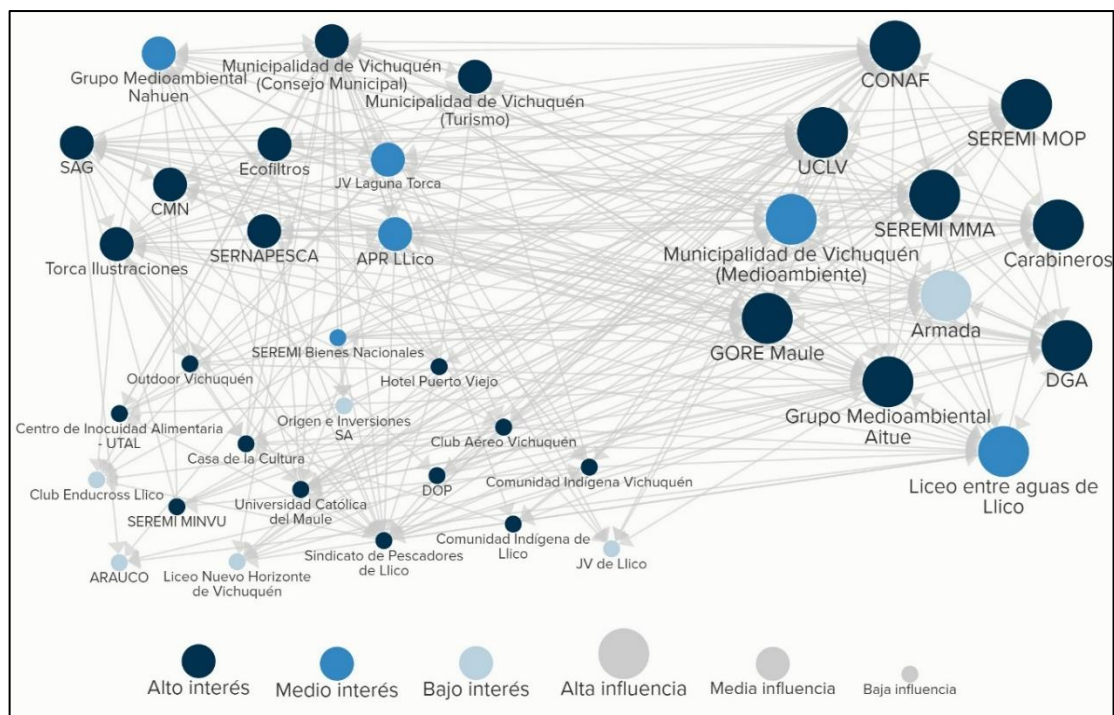 Grupo Medioambiental
Nahuen
Municipalidad de Vichuquén
(Consejo Municipal)
Municipalidad de Vichuquén
(Turismo)
CONAF
SEREMI MOP
SAG
Ecofiltros
JV Laguna Torca
UCLV
CMN
SEREMI MMA
Torca Ilustraciones
SERNAPESCA
APR LLico
Municipalidad de Vichuquén
(Medioambiente)
Carabineros
Armada
GORE Maule
DGA
SEREMI Bienes Nacionales
Outdoor Vichuquén
Hotel Puerto Viejo
Grupo Medioambiental
Aitue
Centro de Inocuidad Alimentaria
- UTAL
Origen e Inversiones
SA
Club Aéreo Vichuquén
Casa de la Cultura
Liceo entre aguas de
Llico
Club Enducross Llico
DOP
Comunidad Indígena Vichuquén
Universidad Católica
del Maule
SEREMI MINVU
Comunidad Indígena de
Llico
Sindicato de Pescadores
de Llico
JV de Llico
ARAUCO
Liceo Nuevo Horizonte
de Vichuquén
Alto interés
Medio interés
Bajo interés
Alta influencia
Media influencia
Baja influencia